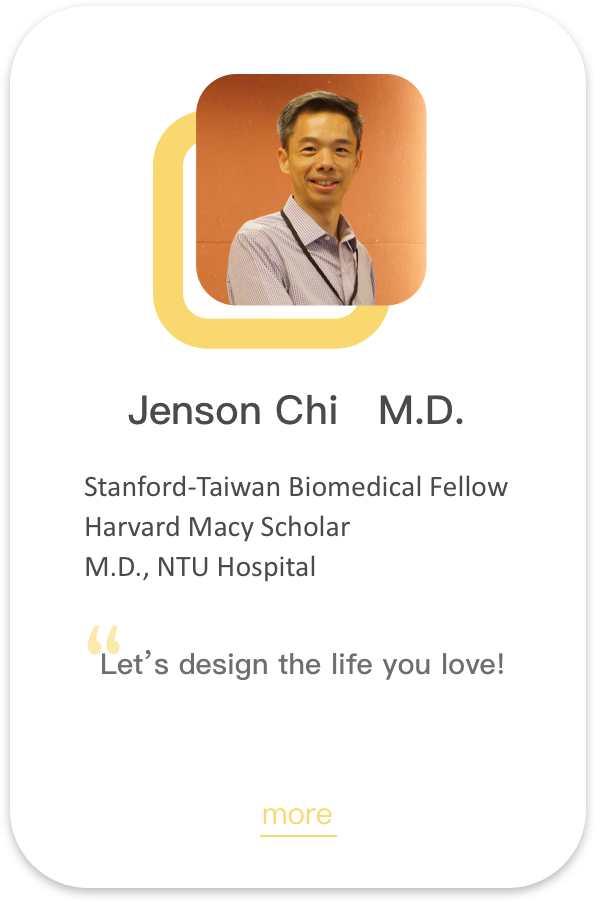 Jenson Chi M.D.
Stanford-Taiwan Biomedical Fellow
Harvard Macy Scholar
M.D., NTU Hospital
“Let’s design the life you love!
more